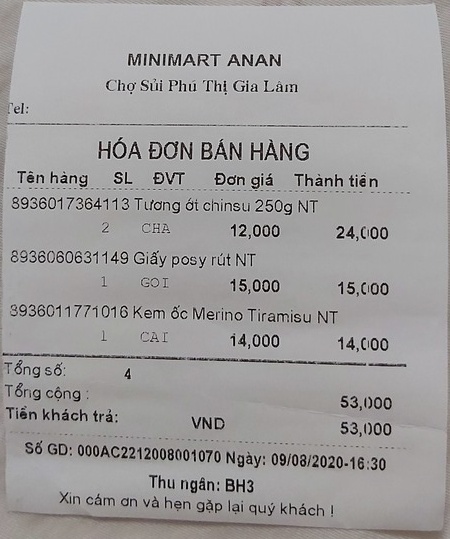 MINIMART ANAN
Chợ Sủi Phú Thị Gia Lâm
Tel:
HÓA ĐƠN BÁN HÀNG
Tên hàng SL ĐVT Đơn giá Thành tiền
8936017364113 Tương ớt chinsu 250g NT
2 CHA 12,000 24,000
8936060631149 Giấy posy rút NT
1 GOI 15,000 15,000
8936011771016 Kem ốc Merino Tiramisu NT
1 CAI 14,000 14,000
Tổng số: 4
Tổng cộng : 53,000
Tiền khách trả: VND 53,000
Số GD: 000AC2212008001070 Ngày: 09/08/2020-16:30
Thu ngân: BH3
Xin cám ơn và hẹn gặp lại quý khách !